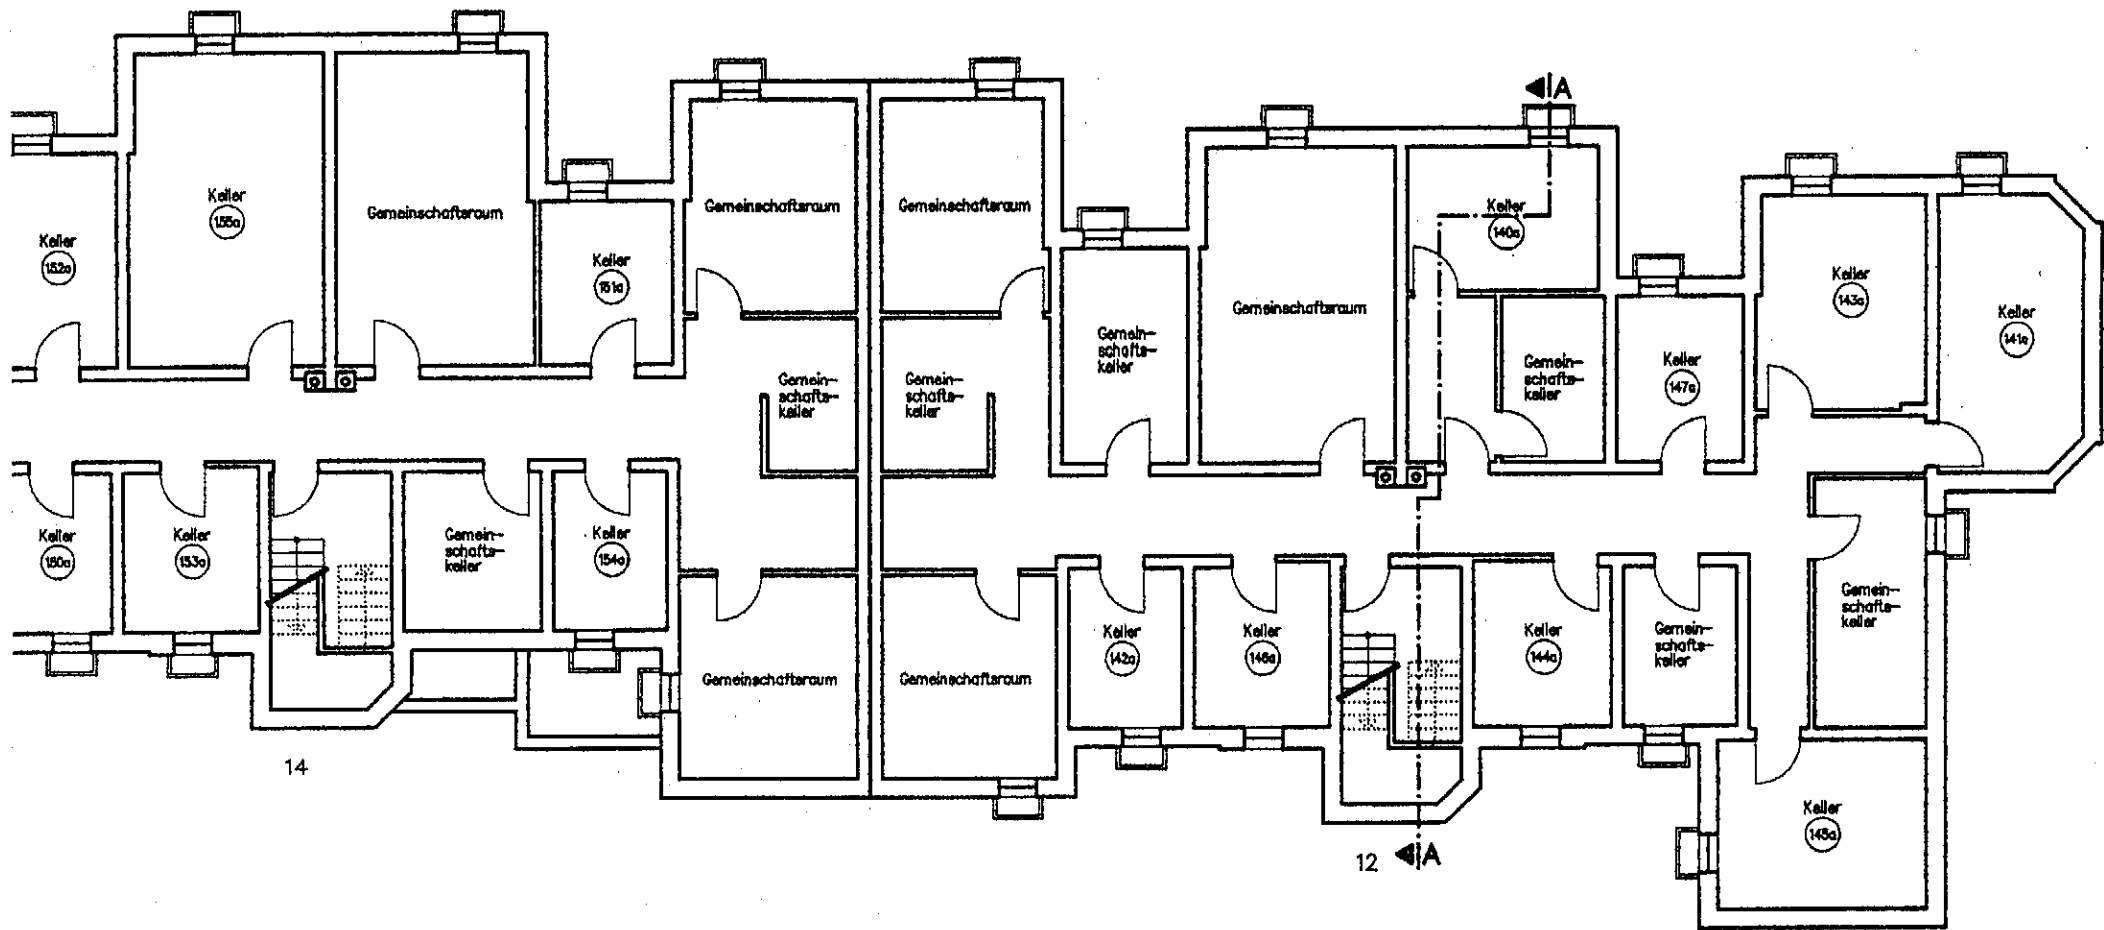 A
Keller
155a
Gemeinschaftsraum
Gemeinschaftsraum
Gemeinschaftsraum
Keller
140a
Keller
152a
Keller
151a
Gemein-
schafts-
keller
Gemeinschaftsraum
Keller
143a
Keller
141a
Gemein-
schafts-
keller
Gemein-
schafts-
keller
Gemein-
schafts-
keller
Keller
147a
Keller
Keller
153a
Gemein-
schafts-
keller
Keller
154a
Gemeinschaftsraum
Gemeinschaftsraum
Keller
142a
Keller
146a
Keller
144a
Gemein-
schafts-
keller
Gemein-
schafts-
keller
14
12
A
Keller
145a